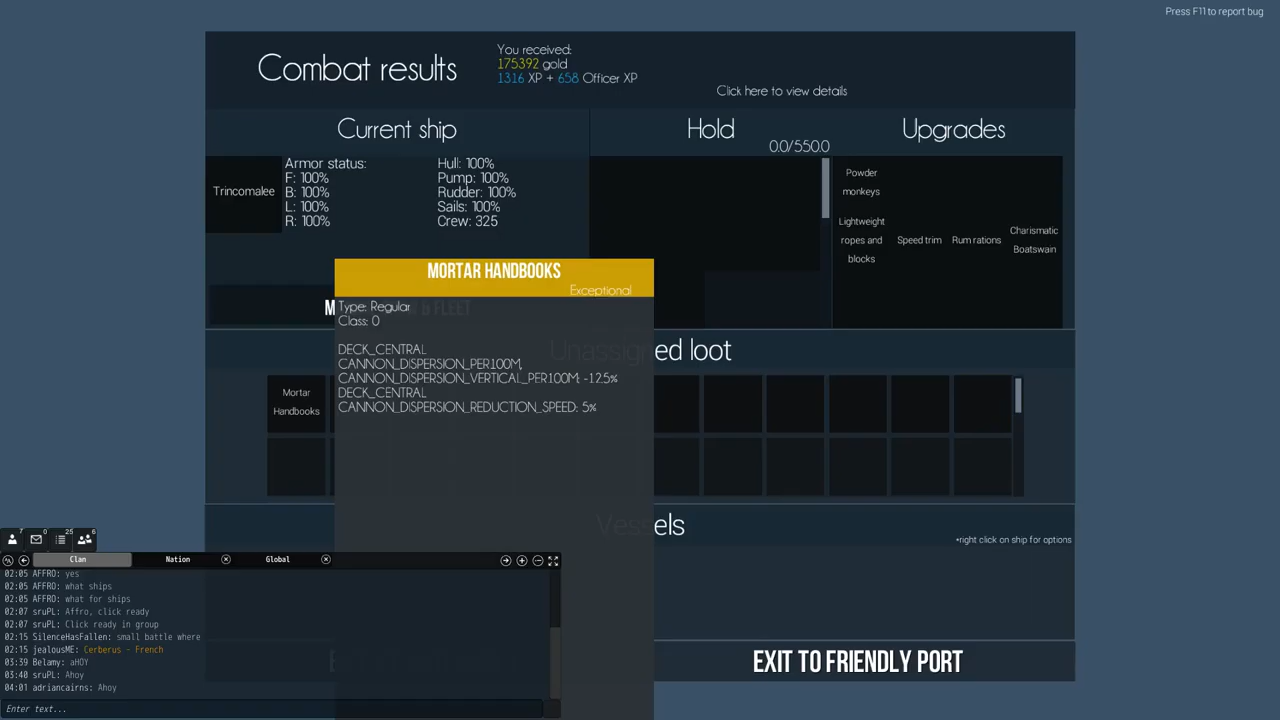 Press F11 to report bug
Combat results
You received:
175392 gold
1316 XP + 658 Officer XP
Click here to view details
Current ship
Hold
Upgrades
0.0/550.0
Trincomalee
Armor status:
F: 100%
B: 100%
L: 100%
R: 100%
Hull: 100%
Pump: 100%
Rudder: 100%
Sails: 100%
Crew: 325
Powder
monkeys
Lightweight
ropes and
blocks
Speed trim
Rum rations
Charismatic
Boatswain
MORTAR HANDBOOKS
Exceptional
Type: Regular
Class: 0
DECK_CENTRAL
CANNON_DISPERSION_PER100M,
CANNON_DISPERSION_VERTICAL_PER100M: -12.5%
DECK_CENTRAL
CANNON_DISPERSION_REDUCTION_SPEED: 5%
Unassigned loot
Mortar
Handbooks
Vessels
*right click on ship for options
EXIT TO FRIENDLY PORT
7 0 25 6
Clan Nation Global
02:05 AFFRO: yes
02:05 AFFRO: what ships
02:05 AFFRO: what for ships
02:07 sruPL: Affro, click ready
02:07 sruPL: Click ready in group
02:15 SilenceHasFallen: small battle where
02:15 jealousME: Cerberus - French
03:39 Belamy: aHOY
03:40 sruPL: Ahoy
04:01 adriancairns: Ahoy
Enter text...